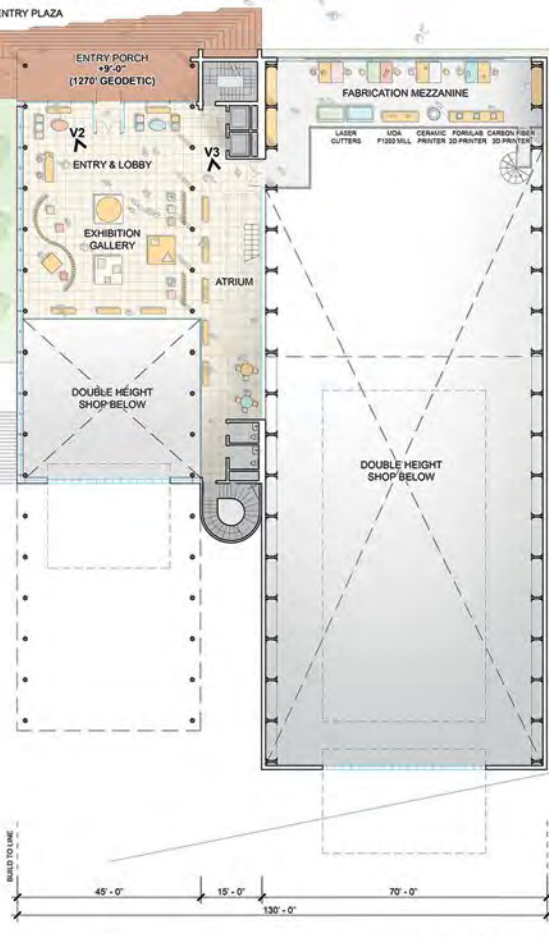 ENTRY PLAZA
ENTRY PORCH
+9'-0"
(1270' GEODETIC)
FABRICATION MEZZANINE
LASER
CUTTERS
MDA
F1200 MILL
CERAMIC
PRINTER
FORMLAB
3D PRINTER
CARBON FIBER
3D PRINTER
V2
V3
ENTRY & LOBBY
EXHIBITION
GALLERY
ATRIUM
DOUBLE HEIGHT
SHOP BELOW
DOUBLE HEIGHT
SHOP BELOW
BUILD TO LINE
45' - 0"
15' - 0"
70' - 0"
130' - 0"